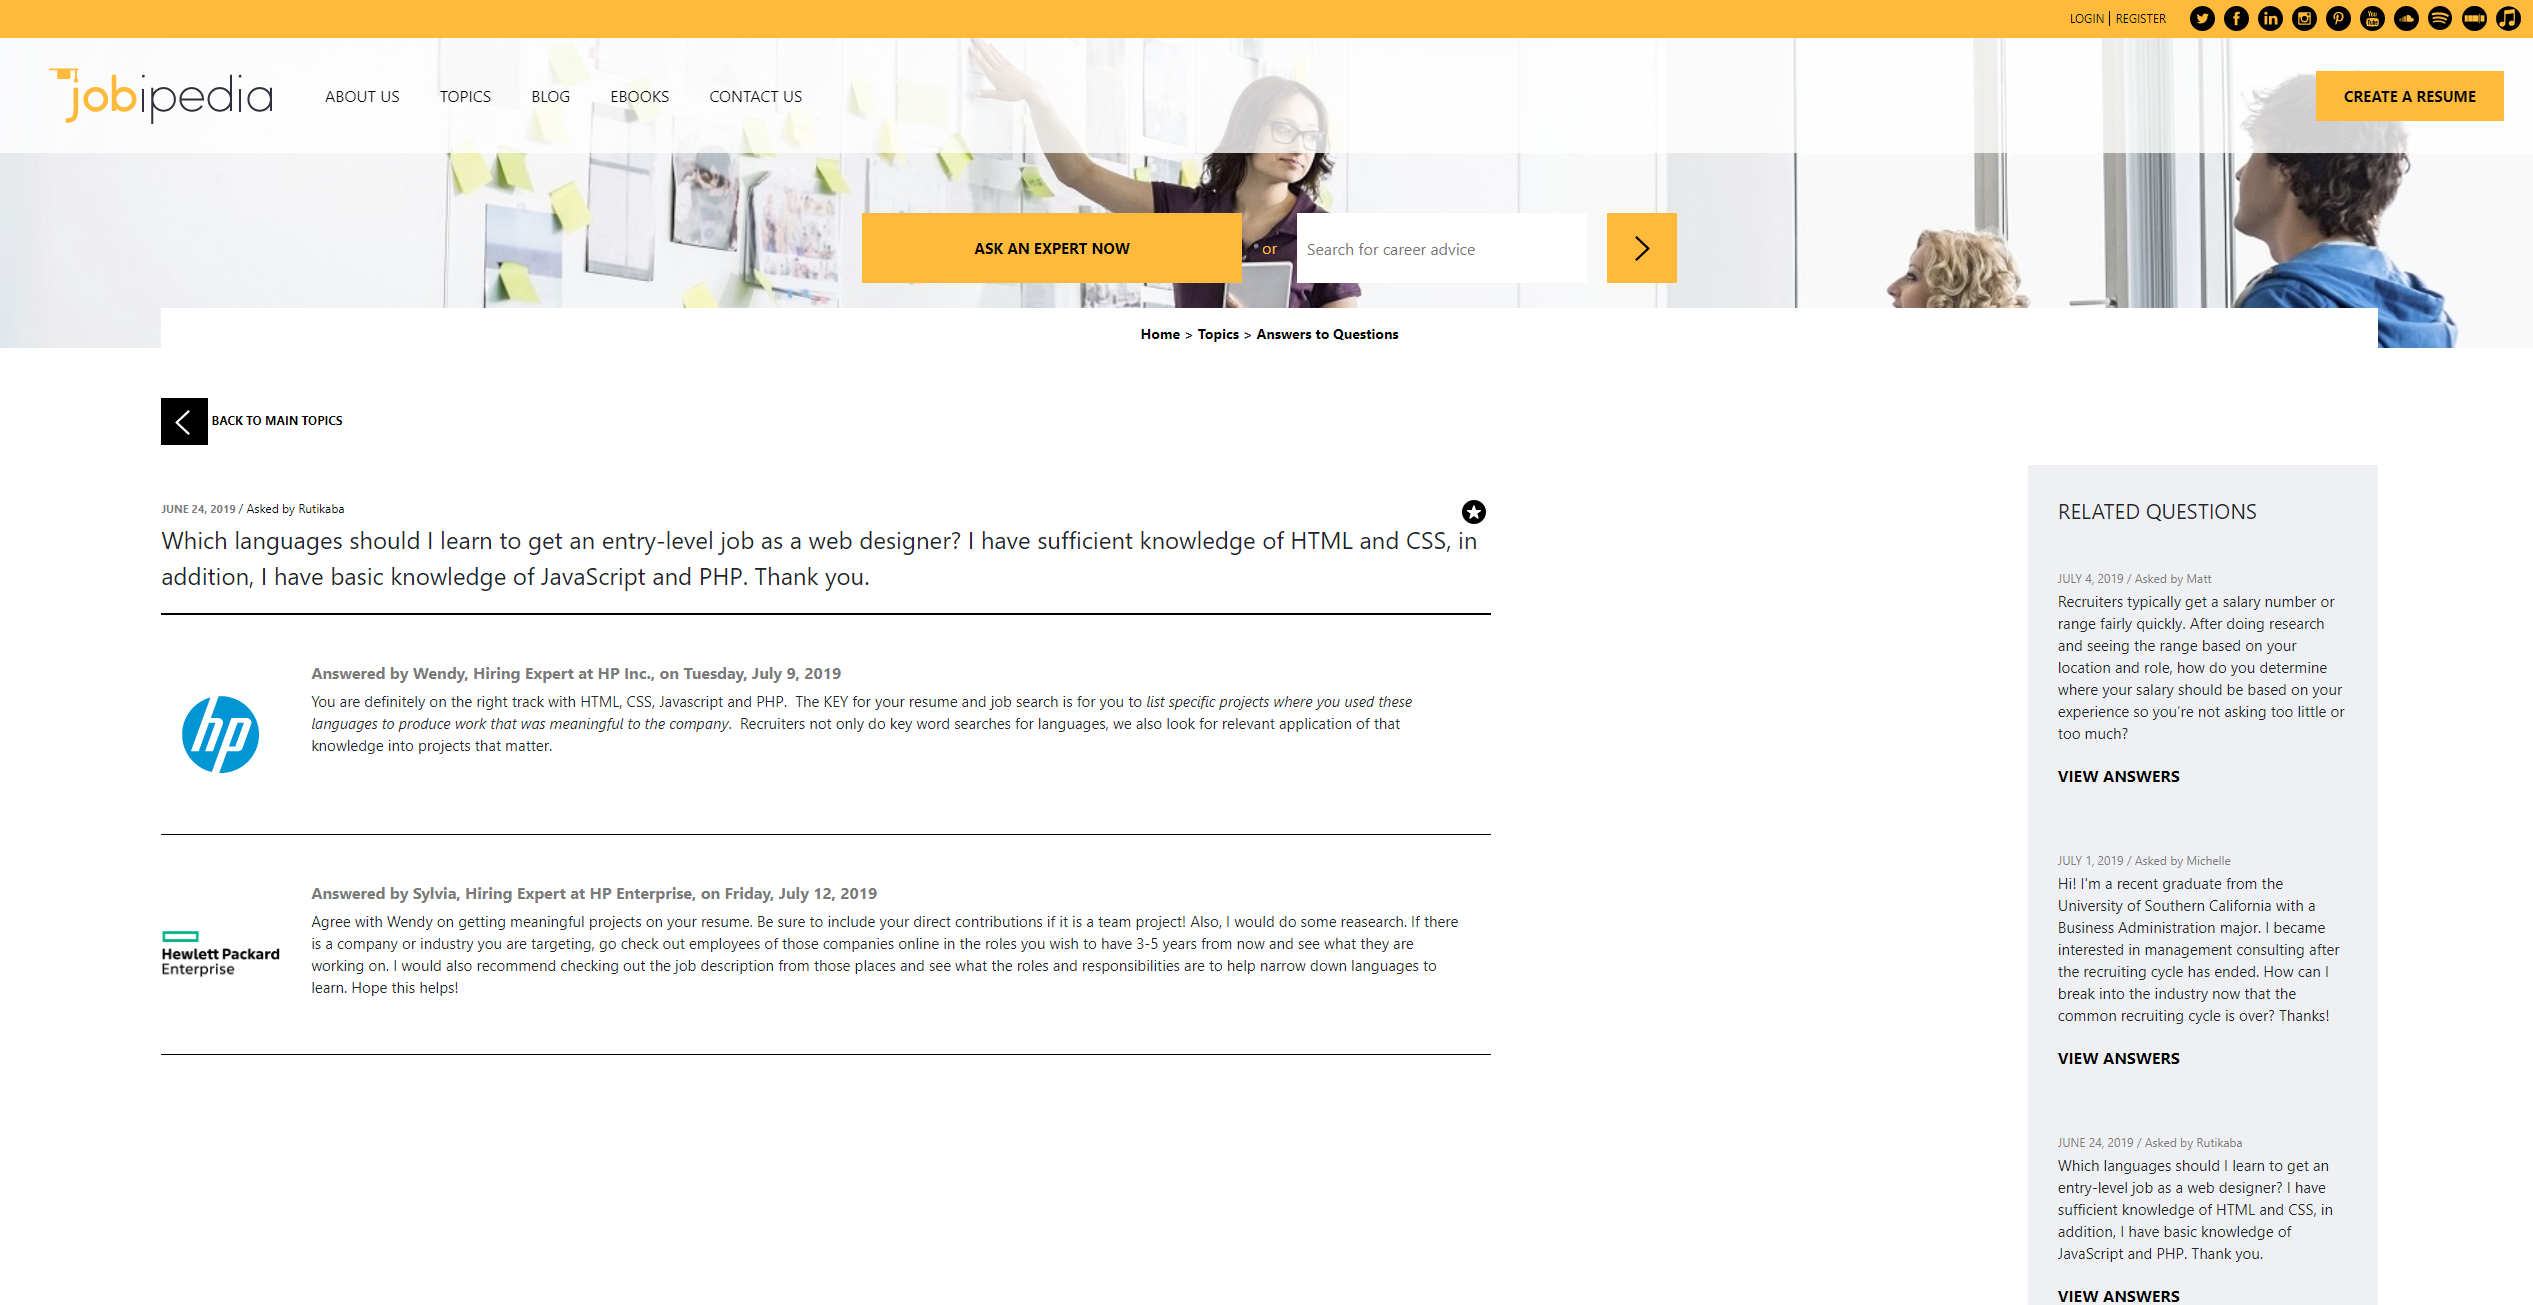 LOGIN | REGISTER
jobipedia
ABOUT US
TOPICS
BLOG
EBOOKS
CONTACT US
CREATE A RESUME
ASK AN EXPERT NOW
or
Search for career advice
Home > Topics > Answers to Questions
BACK TO MAIN TOPICS
JUNE 24, 2019 / Asked by Rutikaba
Which languages should I learn to get an entry-level job as a web designer? I have sufficient knowledge of HTML and CSS, in
addition, I have basic knowledge of JavaScript and PHP. Thank you.
hp
Answered by Wendy, Hiring Expert at HP Inc., on Tuesday, July 9, 2019
You are definitely on the right track with HTML, CSS, Javascript and PHP.  The KEY for your resume and job search is for you to list specific projects where you used these
languages to produce work that was meaningful to the company.  Recruiters not only do key word searches for languages, we also look for relevant application of that
knowledge into projects that matter.
Hewlett Packard
Enterprise
Answered by Sylvia, Hiring Expert at HP Enterprise, on Friday, July 12, 2019
Agree with Wendy on getting meaningful projects on your resume. Be sure to include your direct contributions if it is a team project! Also, I would do some reasearch. If there
is a company or industry you are targeting, go check out employees of those companies online in the roles you wish to have 3-5 years from now and see what they are
working on. I would also recommend checking out the job description from those places and see what the roles and responsibilities are to help narrow down languages to
learn. Hope this helps!
RELATED QUESTIONS
JULY 4, 2019 / Asked by Matt
Recruiters typically get a salary number or
range fairly quickly. After doing research
and seeing the range based on your
location and role, how do you determine
where your salary should be based on your
experience so you're not asking too little or
too much?
VIEW ANSWERS
JULY 1, 2019 / Asked by Michelle
Hi! I'm a recent graduate from the
University of Southern California with a
Business Administration major. I became
interested in management consulting after
the recruiting cycle has ended. How can I
break into the industry now that the
common recruiting cycle is over? Thanks!
VIEW ANSWERS
JUNE 24, 2019 / Asked by Rutikaba
Which languages should I learn to get an
entry-level job as a web designer? I have
sufficient knowledge of HTML and CSS, in
addition, I have basic knowledge of
JavaScript and PHP. Thank you.
VIEW ANSWERS